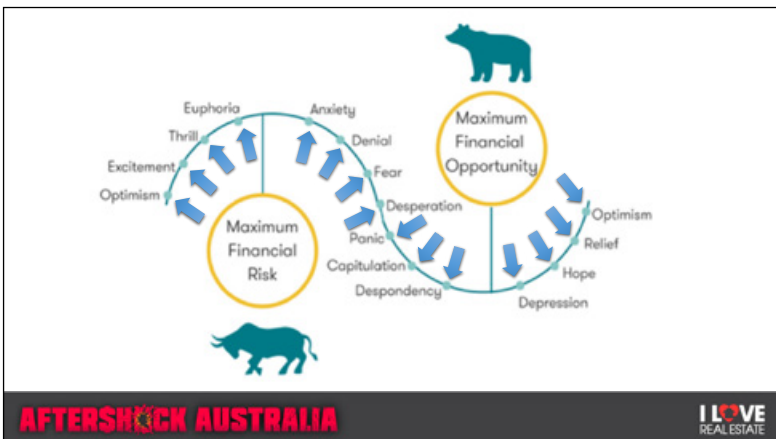 Euphoria
Thrill
Excitement
Optimism
Maximum
Financial
Risk
Anxiety
Denial
Fear
Desperation
Panic
Capitulation
Despondency
Maximum
Financial
Opportunity
Depression
Hope
Relief
Optimism
AFTERSHOCK AUSTRALIA
I LOVE
REAL ESTATE